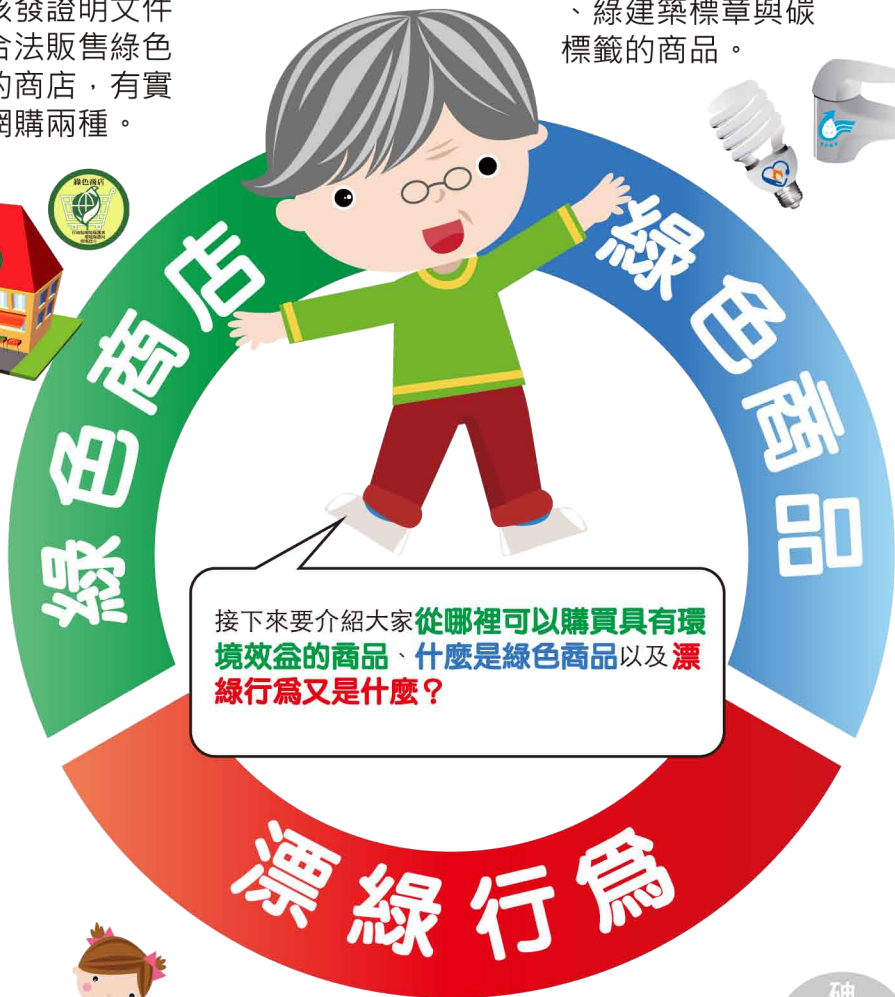 核發證明文件
合法販售綠色
的商店，有實
網購兩種。
、綠建築標章與碳
標籤的商品。
綠色商店
綠色商店
綠色商品
接下來要介紹大家從哪裡可以購買具有環
境效益的商品、什麼是綠色商品以及漂
綠行為又是什麼？
漂綠行為